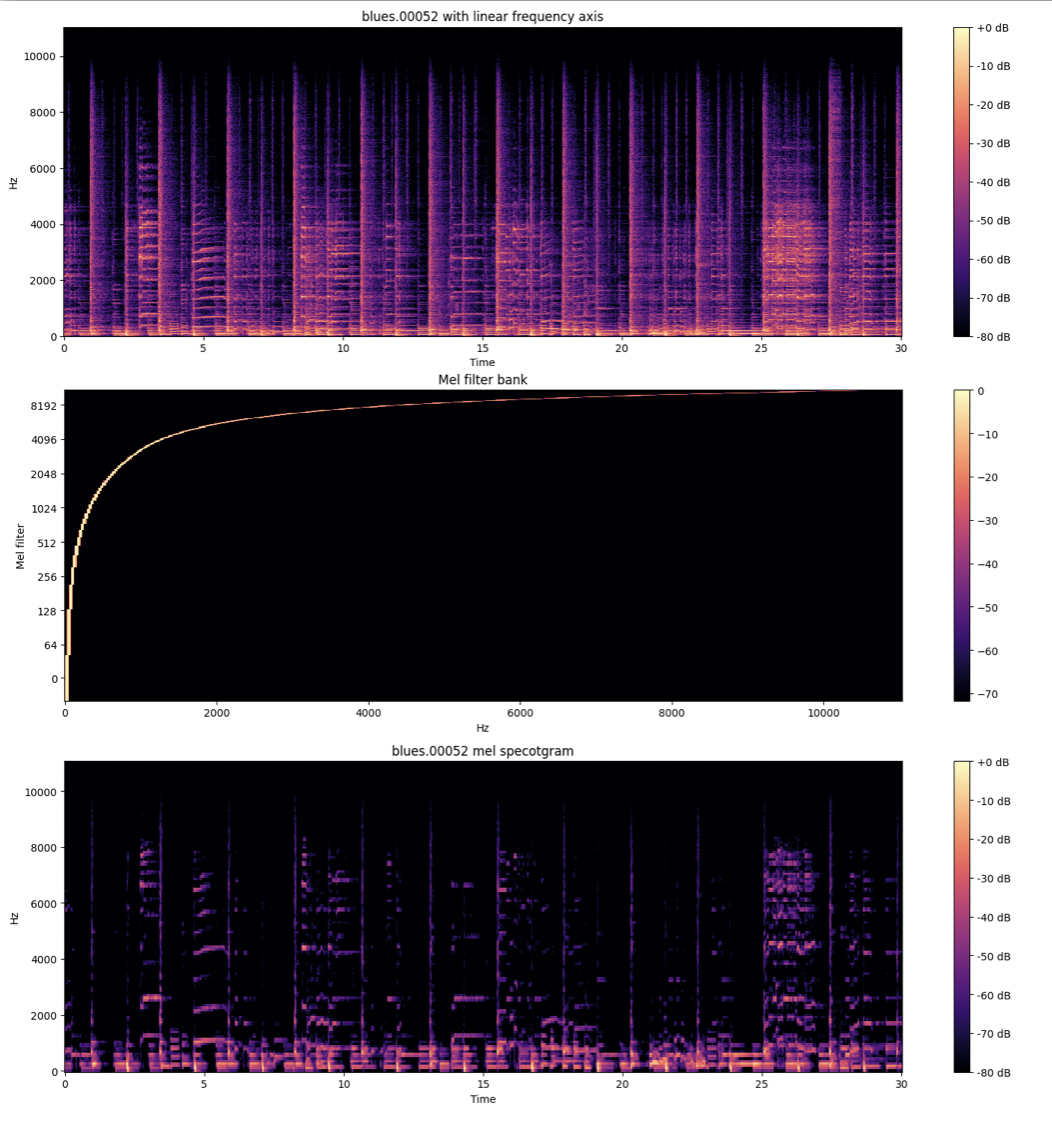 blues.00052 with linear frequency axis
10000
8000
6000
4000
2000
0
Hz
0 5 10 15 20 25 30
Time
+0 dB
-10 dB
-20 dB
-30 dB
-40 dB
-50 dB
-60 dB
-70 dB
-80 dB
Mel filter bank
8192
4096
2048
1024
512
256
128
64
0
Mel filter
0 2000 4000 6000 8000 10000
Hz
0
−10
−20
−30
−40
−50
−60
−70
blues.00052 mel specotgram
10000
8000
6000
4000
2000
0
Hz
0 5 10 15 20 25 30
Time
+0 dB
-10 dB
-20 dB
-30 dB
-40 dB
-50 dB
-60 dB
-70 dB
-80 dB